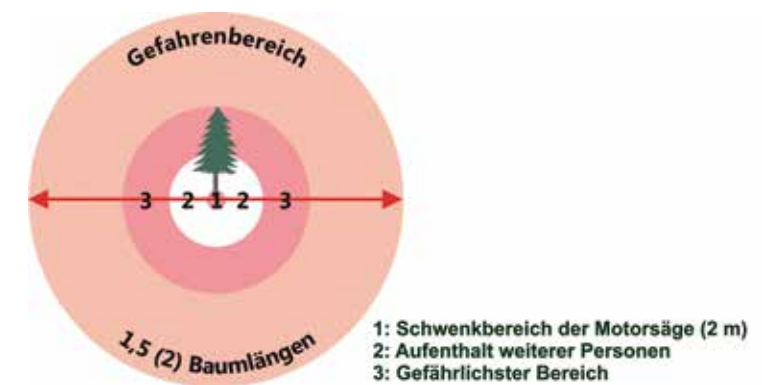 Gefahrenbereich
3 2 1 2 3
1,5 (2) Baumlängen
1: Schwenkbereich der Motorsäge (2 m)
2: Aufenthalt weiterer Personen
3: Gefährlichster Bereich